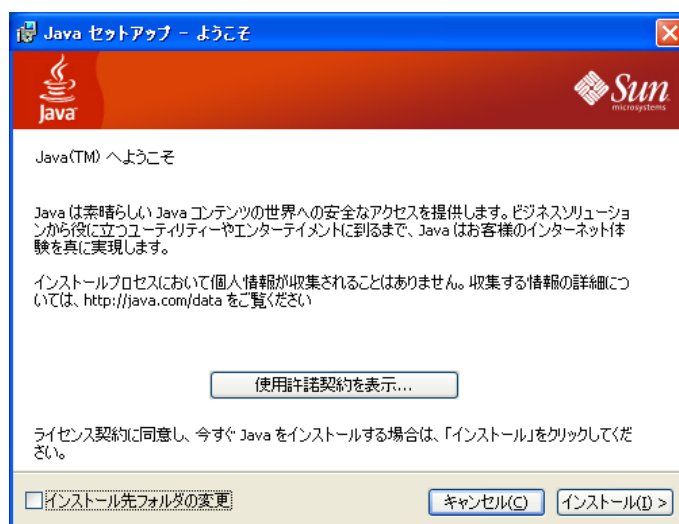 Java セットアップ - ようこそ
Java
Sun
microsystems
Java(TM) へようこそ
Java は素晴らしい Java コンテンツの世界への安全なアクセスを提供します。ビジネスソリューショ
ンから役に立つユーティリティーやエンターテイメントに到るまで、Java はお客様のインターネット体
験を真に実現します。
インストールプロセスにおいて個人情報が収集されることはありません。収集する情報の詳細につ
いては、http://java.com/data をご覧ください
使用許諾契約を表示...
ライセンス契約に同意し、今すぐ Java をインストールする場合は、「インストール」をクリックしてくだ
さい。
インストール先フォルダの変更
キャンセル(C)
インストール(I) >